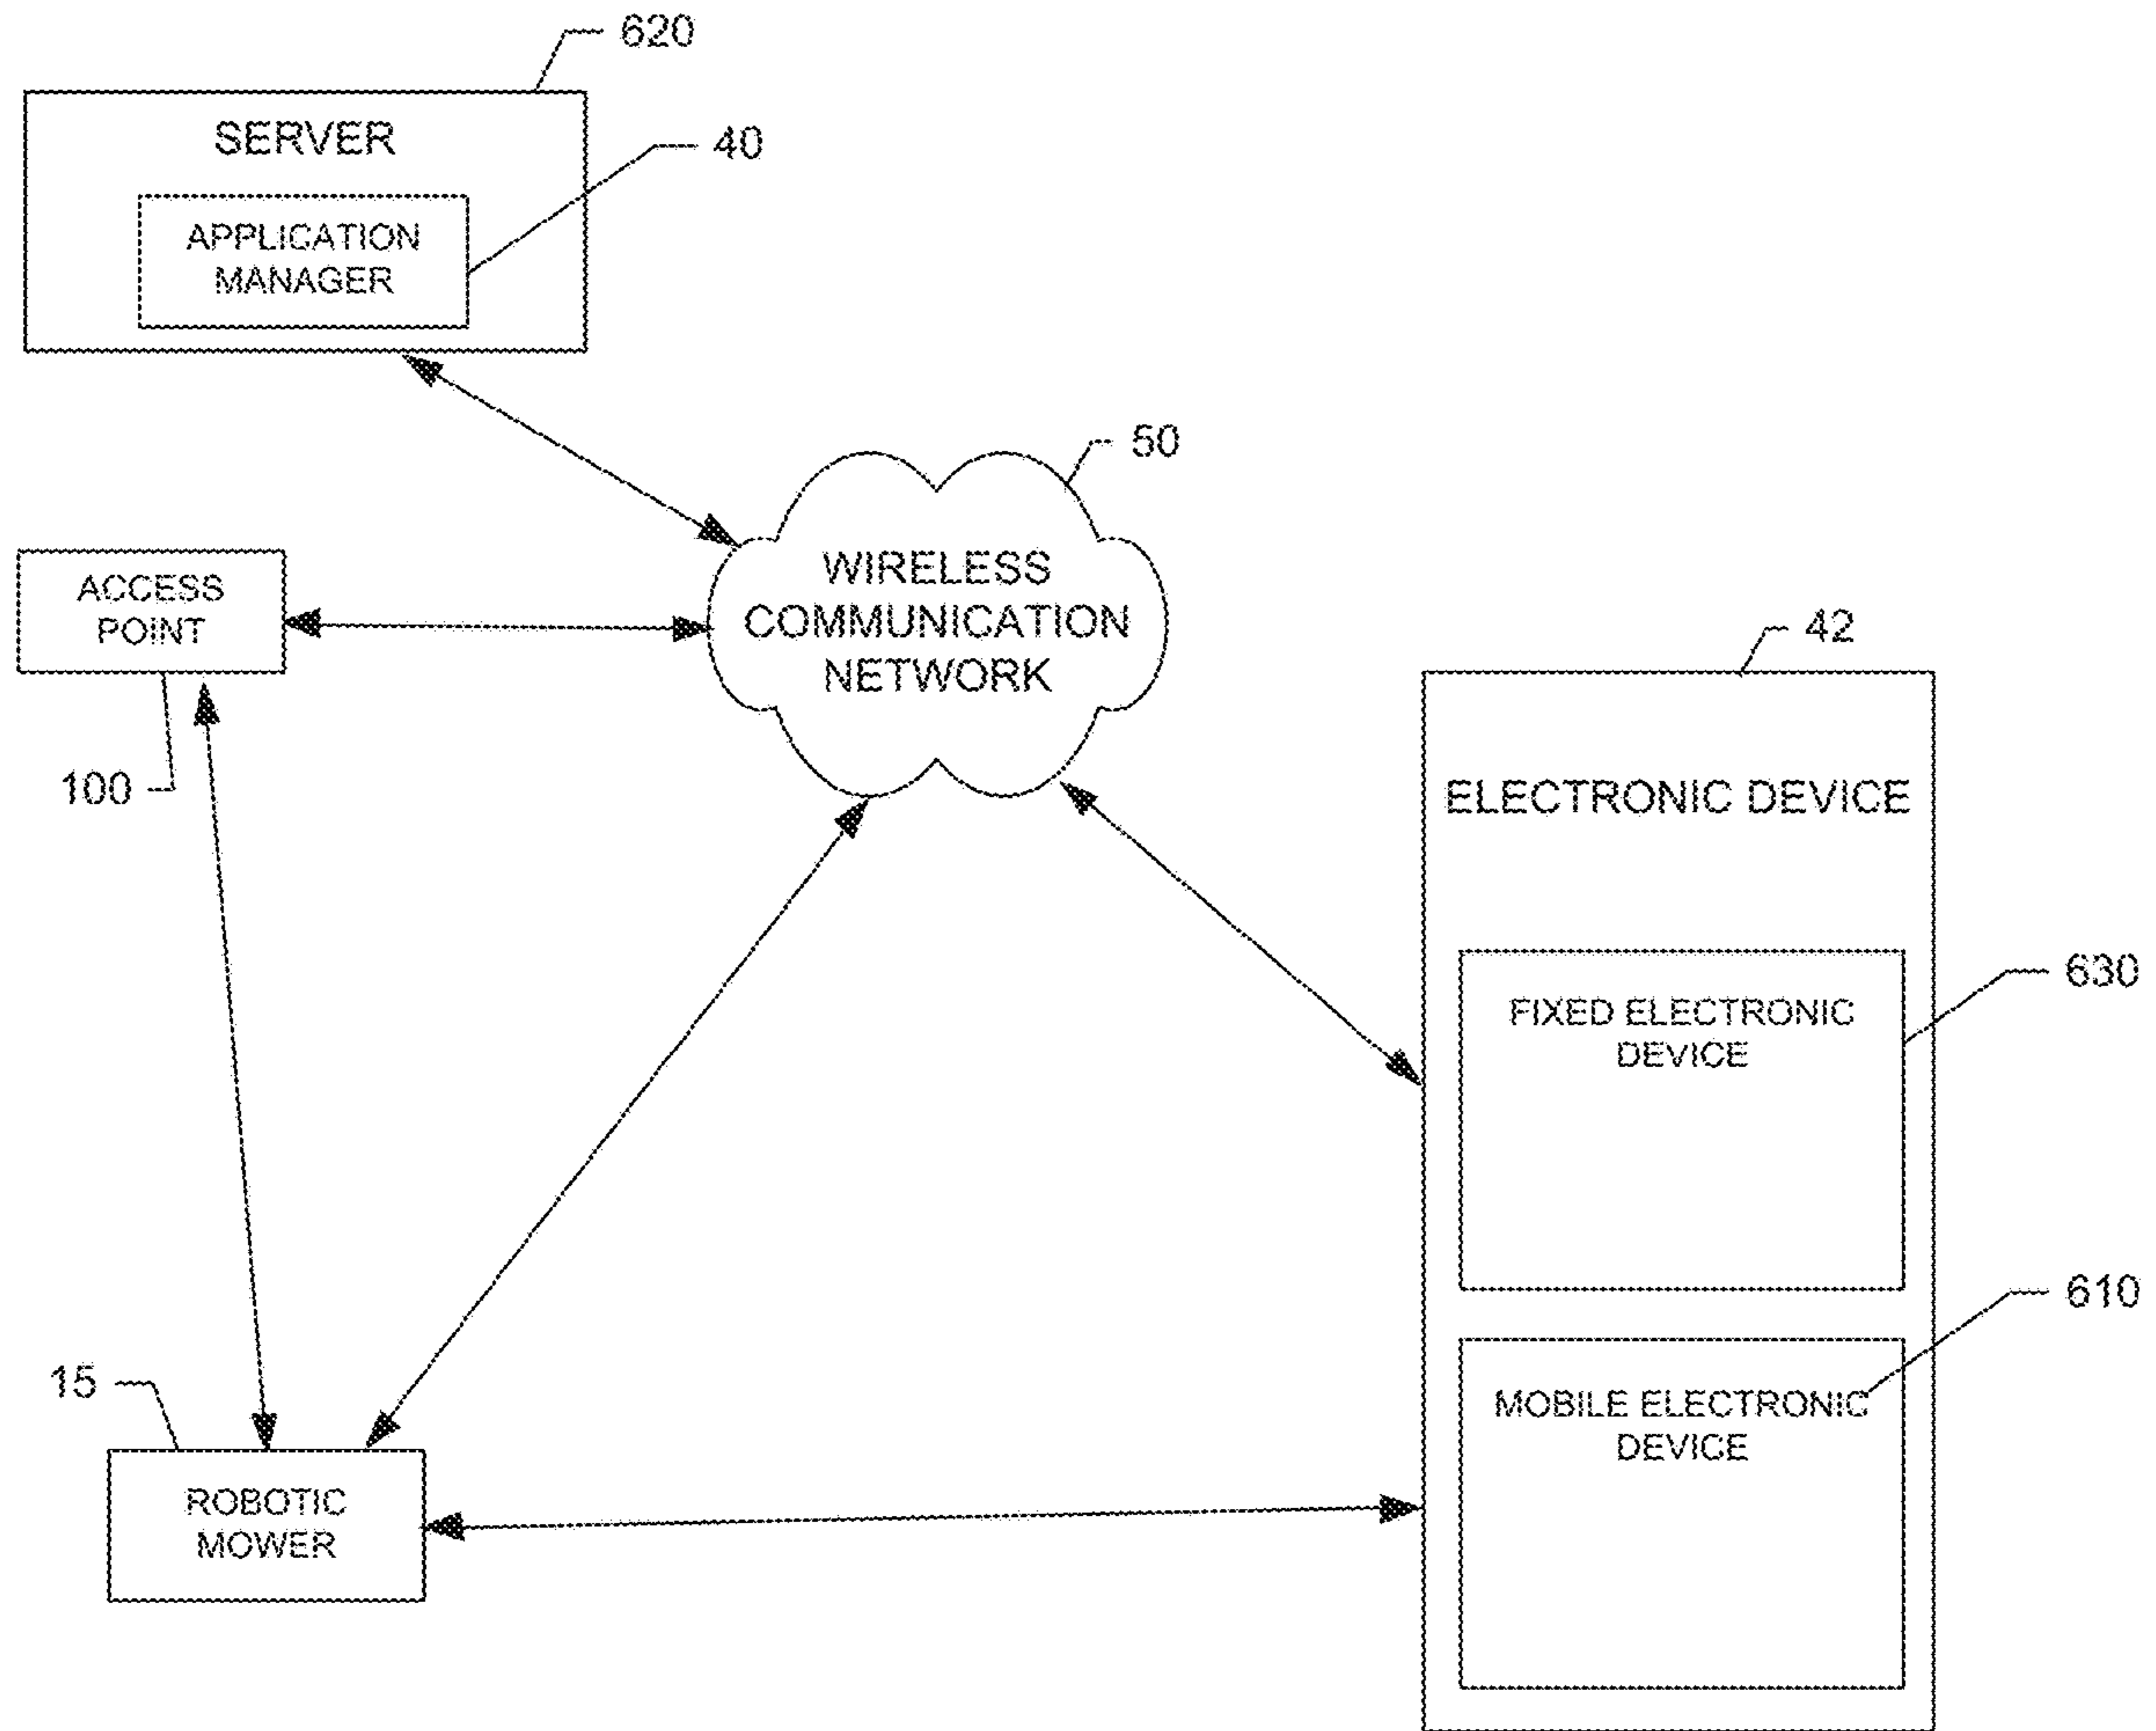 620
SERVER
40
APPLICATION
MANAGER
50
WIRELESS
COMMUNICATION
NETWORK
ACCESS
POINT
100
42
ELECTRONIC DEVICE
630
FIXED ELECTRONIC
DEVICE
610
MOBILE ELECTRONIC
DEVICE
15
ROBOTIC
MOWER